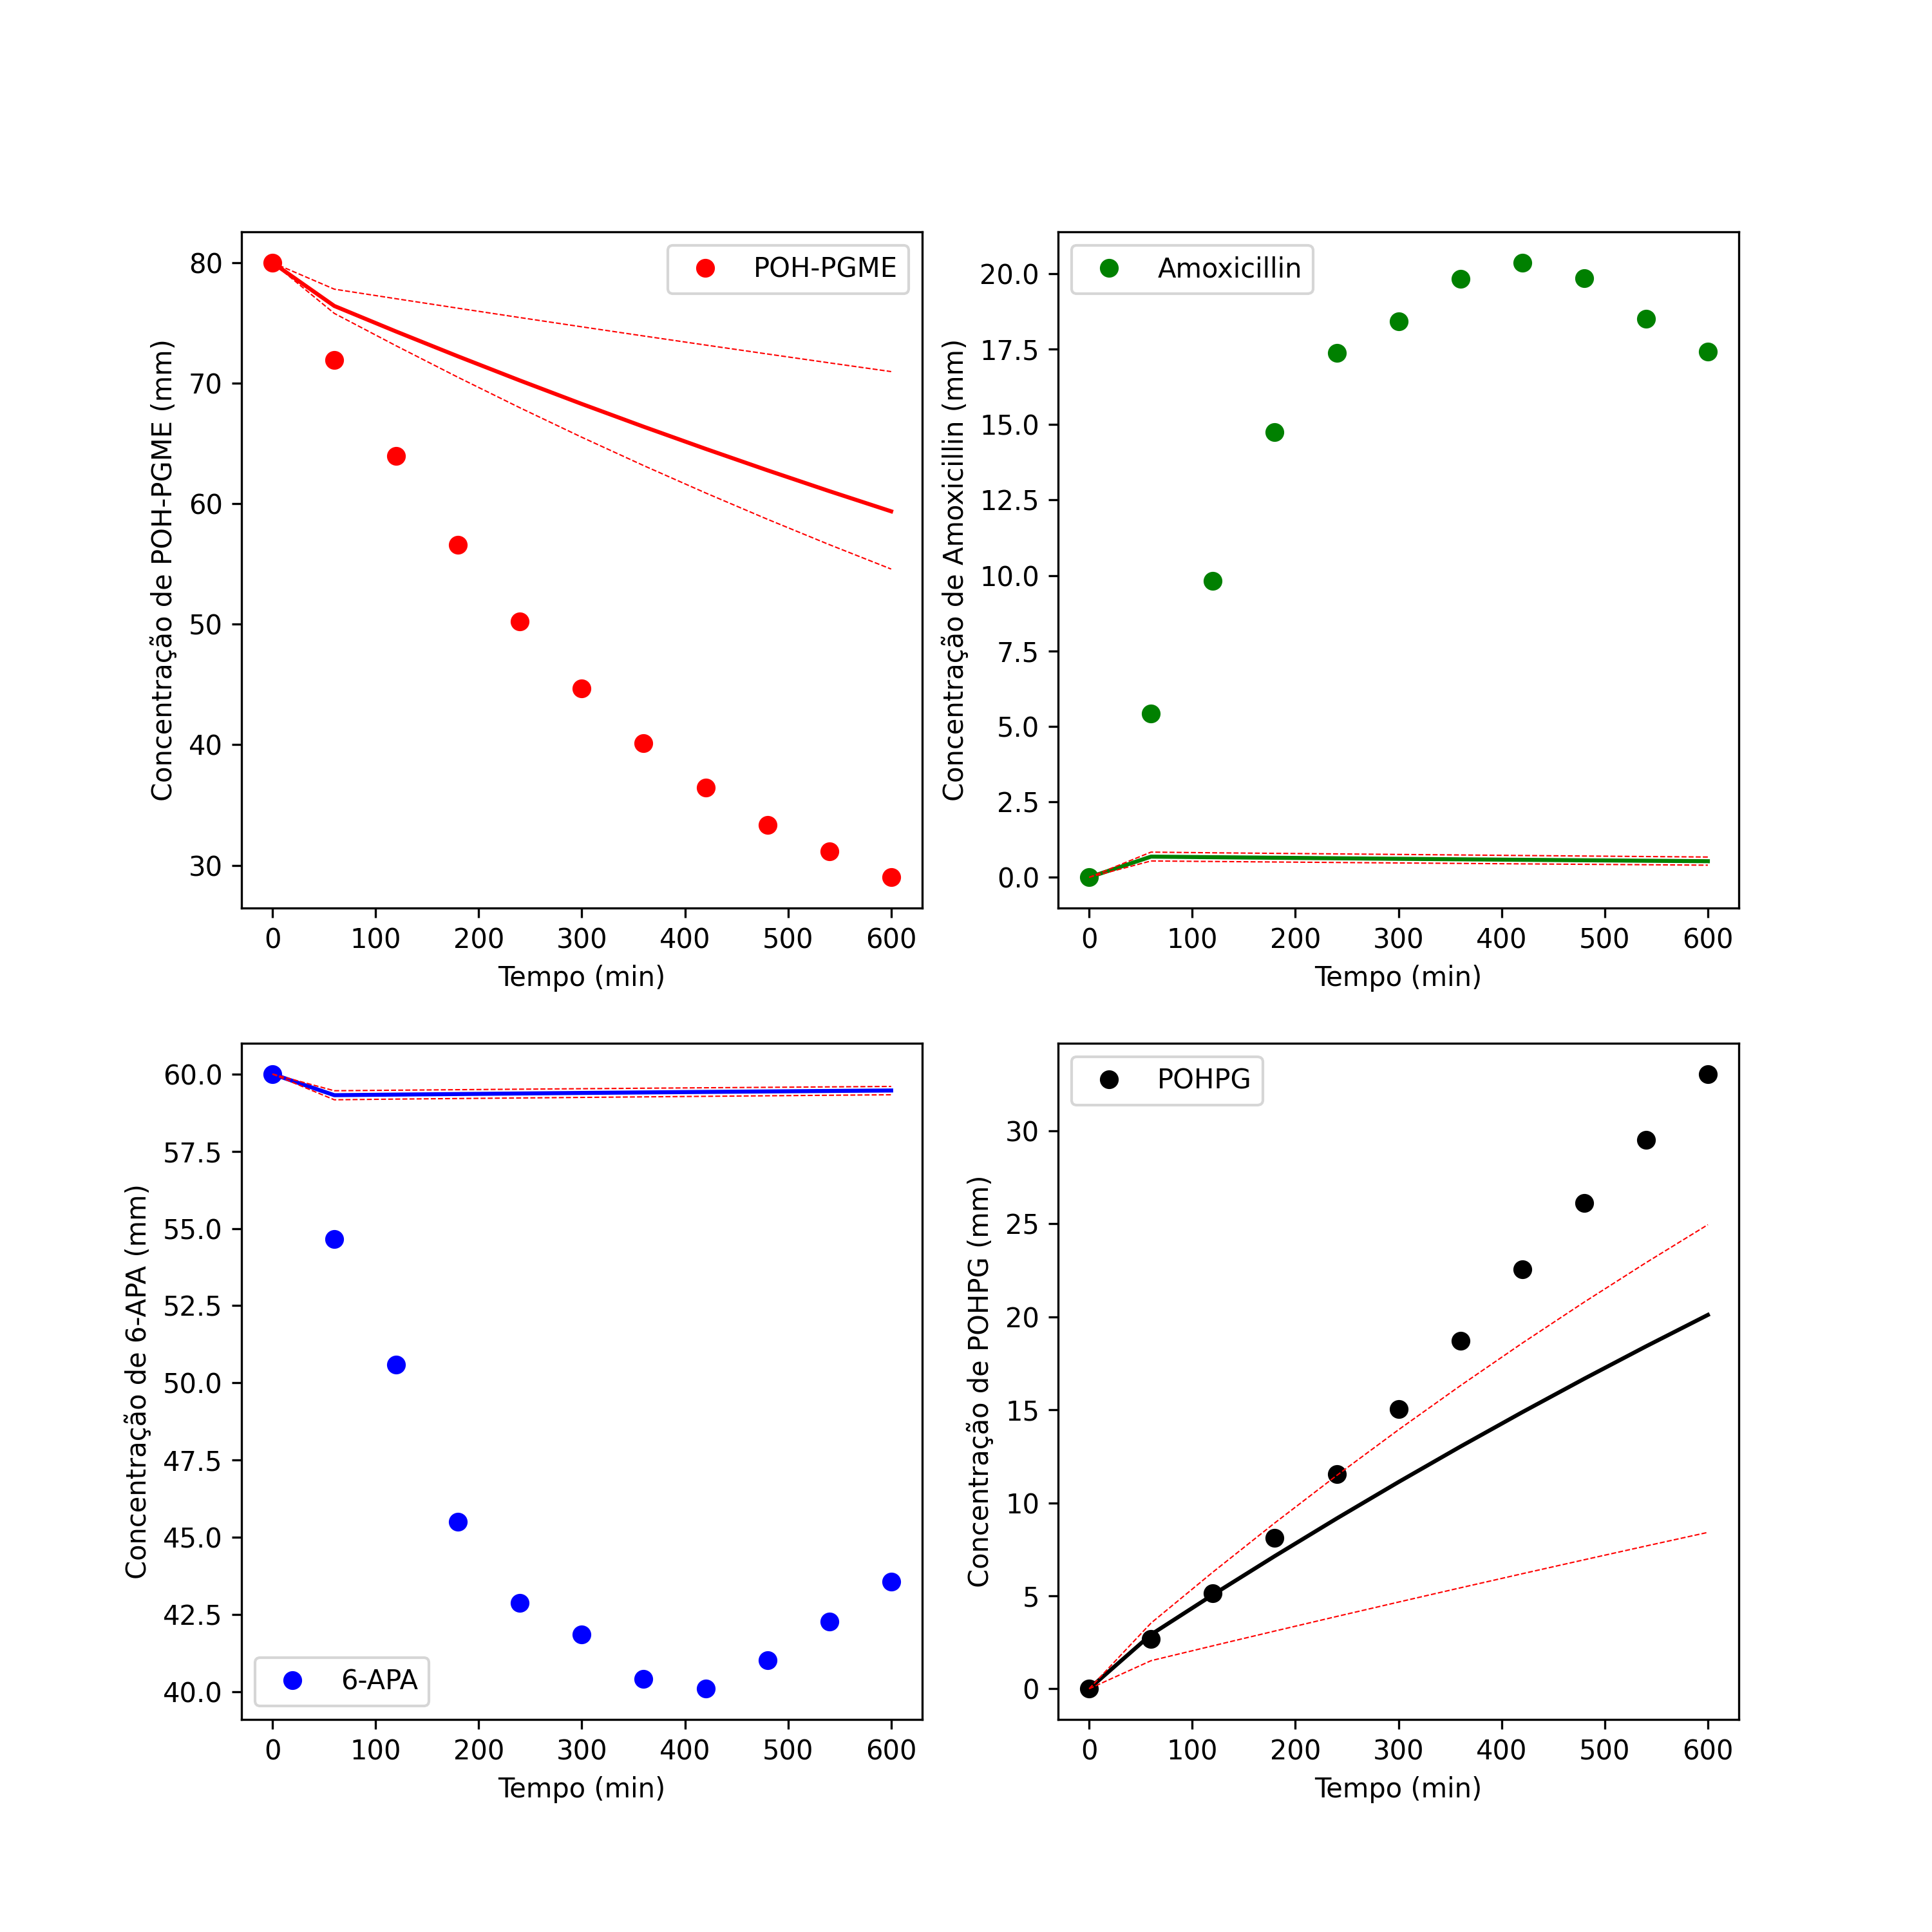 POH-PGME
Concentração de POH-PGME (mm)
80
70
60
50
40
30
0 100 200 300 400 500 600
Tempo (min)
Amoxicillin
Concentração de Amoxicillin (mm)
20.0
17.5
15.0
12.5
10.0
7.5
5.0
2.5
0.0
0 100 200 300 400 500 600
Tempo (min)
Concentração de 6-APA (mm)
60.0
57.5
55.0
52.5
50.0
47.5
45.0
42.5
40.0
6-APA
0 100 200 300 400 500 600
Tempo (min)
POHPG
Concentração de POHPG (mm)
30
25
20
15
10
5
0
0 100 200 300 400 500 600
Tempo (min)